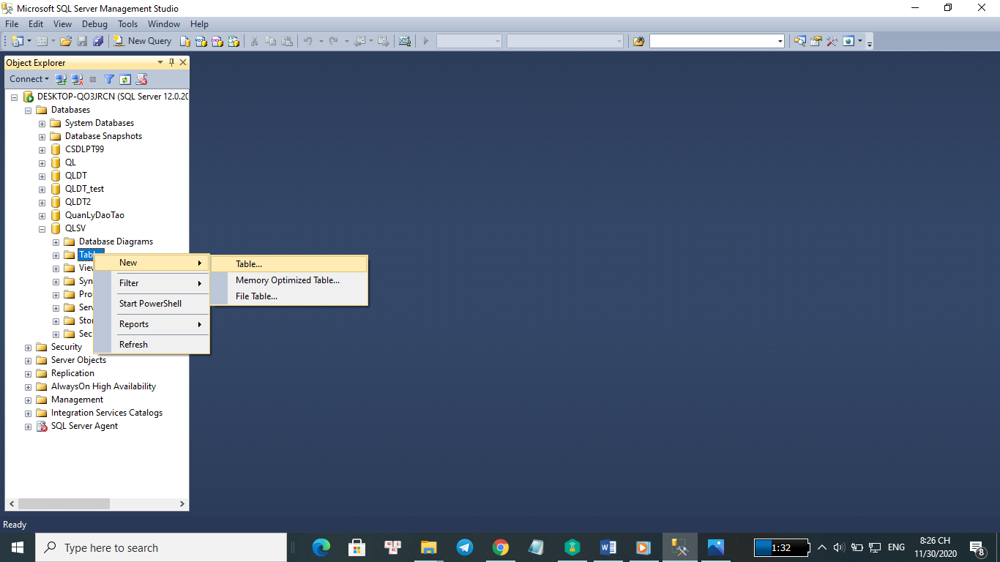 Microsoft SQL Server Management Studio
File Edit View Debug Tools Window Help
New Query
Object Explorer
Connect
DESKTOP-QO3JRCN (SQL Server 12.0.20
Databases
System Databases
Database Snapshots
CSDLPT99
QL
QLDT
QLDT_test
QLDT2
QuanLyDaoTao
QLSV
Database Diagrams
Tab
View
Syn
Pro
Serv
Stor
Sec
New
Filter
Start PowerShell
Reports
Refresh
Table...
Memory Optimized Table...
File Table...
Security
Server Objects
Replication
AlwaysOn High Availability
Management
Integration Services Catalogs
SQL Server Agent
Ready
Type here to search
1:32
ENG
8:26 CH
11/30/2020
8